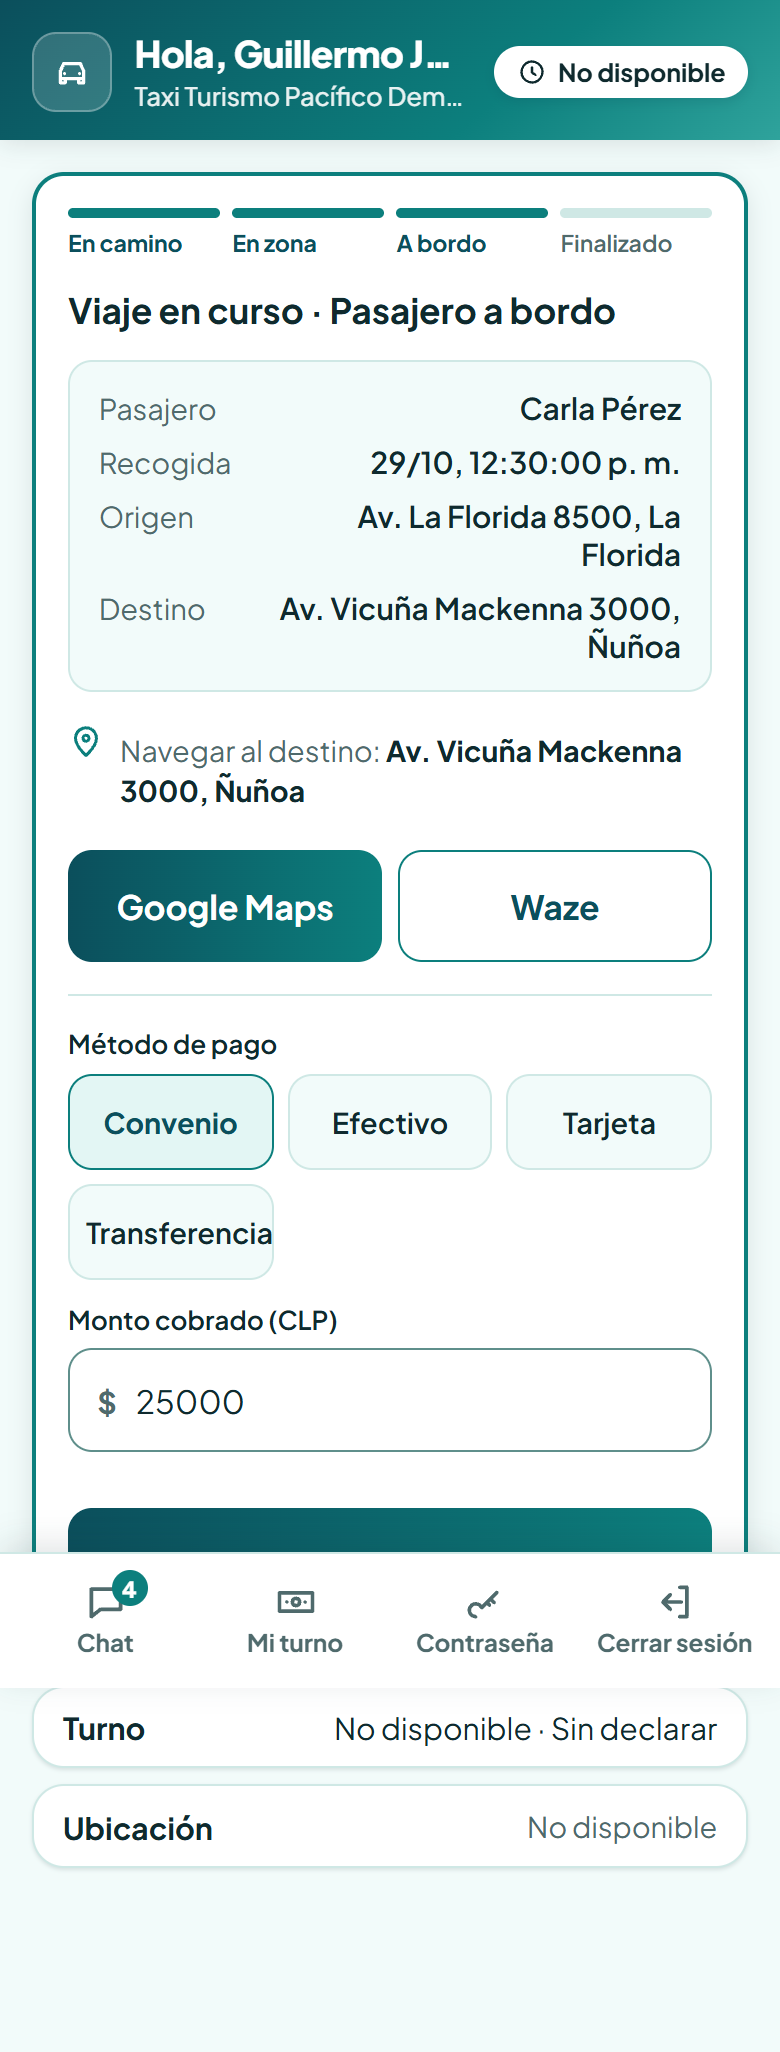 Hola, Guillermo J...
Taxi Turismo Pacífico Dem...
No disponible
En camino
En zona
A bordo
Finalizado
Viaje en curso · Pasajero a bordo
Pasajero
Carla Pérez
Recogida
29/10, 12:30:00 p. m.
Origen
Av. La Florida 8500, La
Florida
Destino
Av. Vicuña Mackenna 3000,
Ñuñoa
Navegar al destino: Av. Vicuña Mackenna
3000, Ñuñoa
Google Maps
Waze
Método de pago
Convenio
Efectivo
Tarjeta
Transferencia
Monto cobrado (CLP)
$ 25000
4
Chat
Mi turno
Contraseña
Cerrar sesión
Turno
No disponible · Sin declarar
Ubicación
No disponible